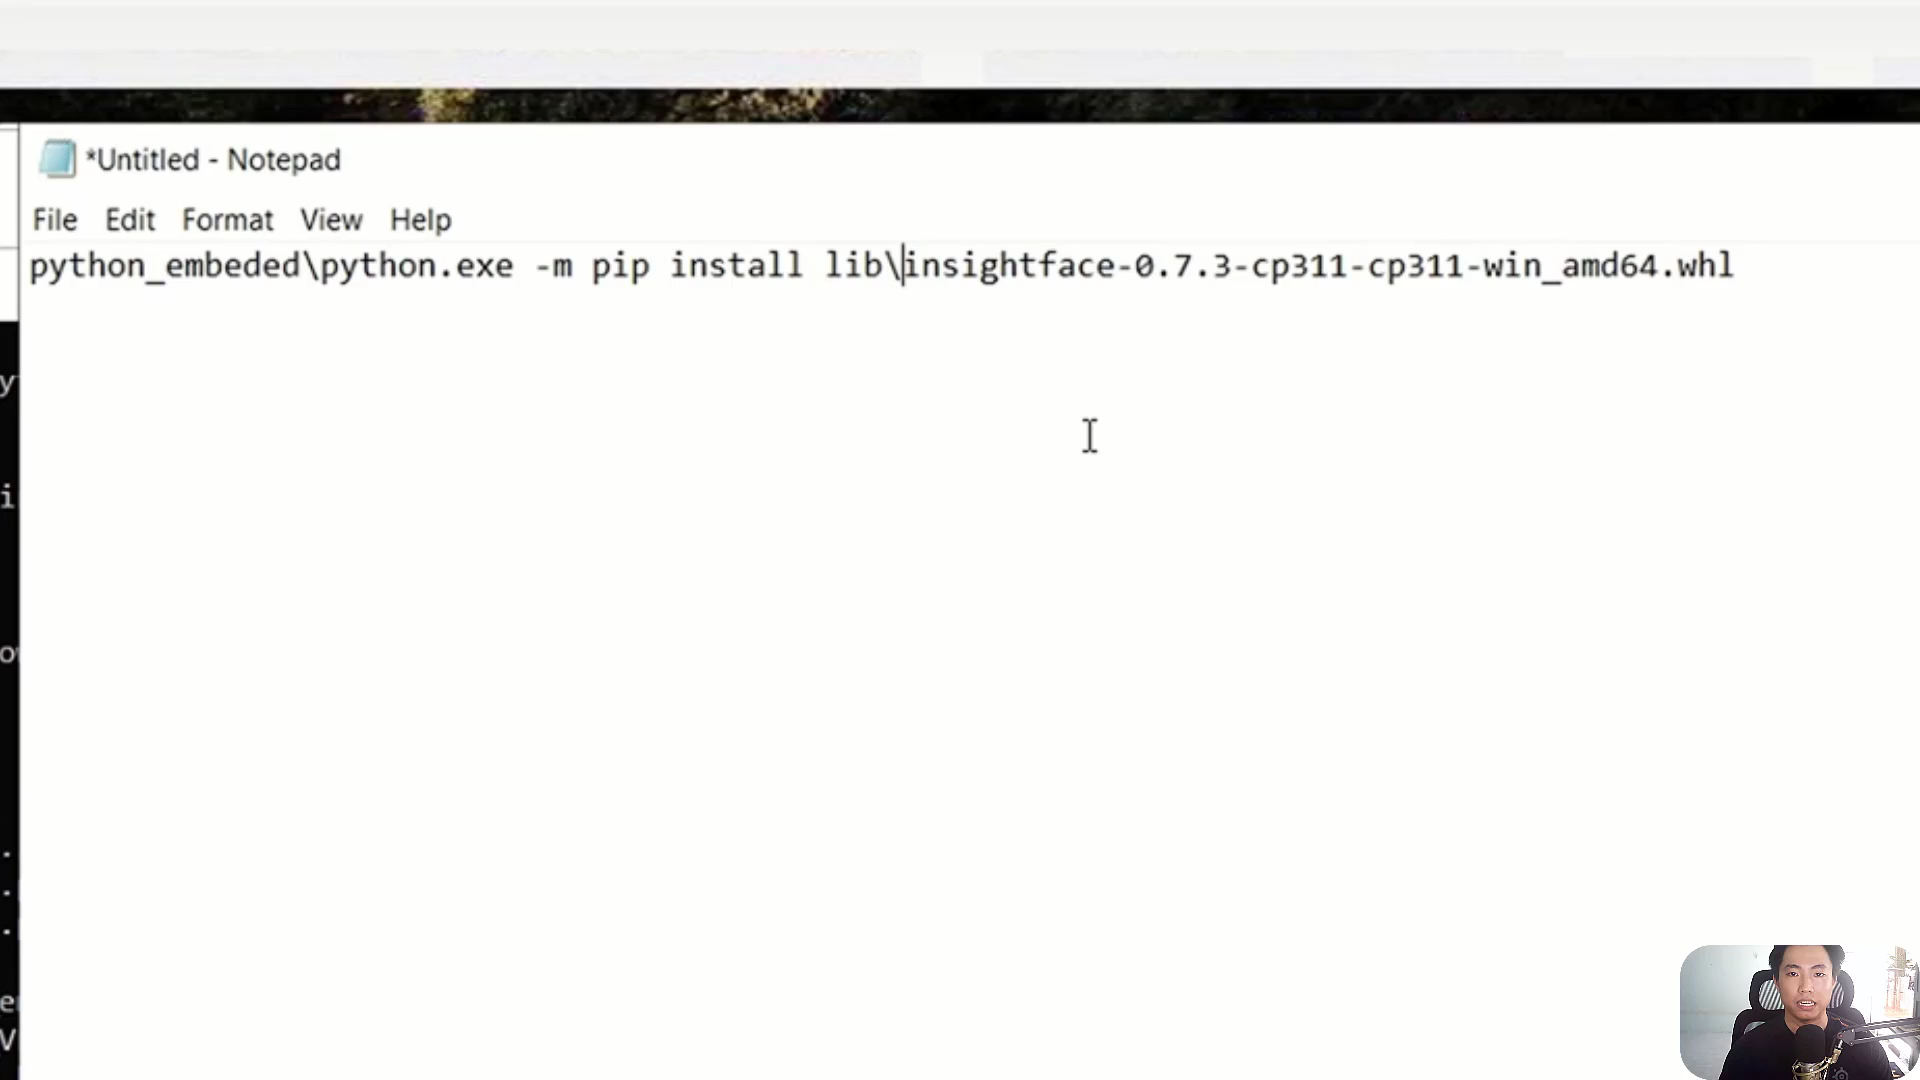 *Untitled - Notepad
File Edit Format View Help
python_embeded\python.exe -m pip install lib\insightface-0.7.3-cp311-cp311-win_amd64.whl